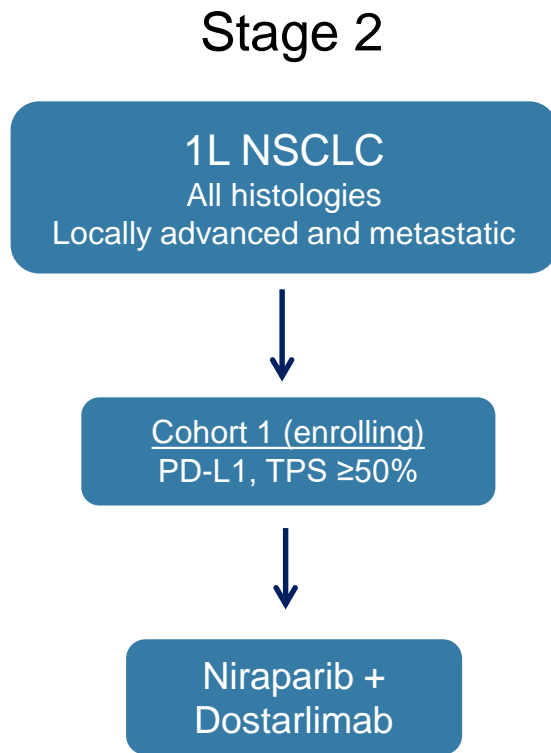 Stage 2
1L NSCLC
All histologies
Locally advanced and metastatic
Cohort 1 (enrolling)
PD-L1, TPS ≥50%
Niraparib +
Dostarlimab